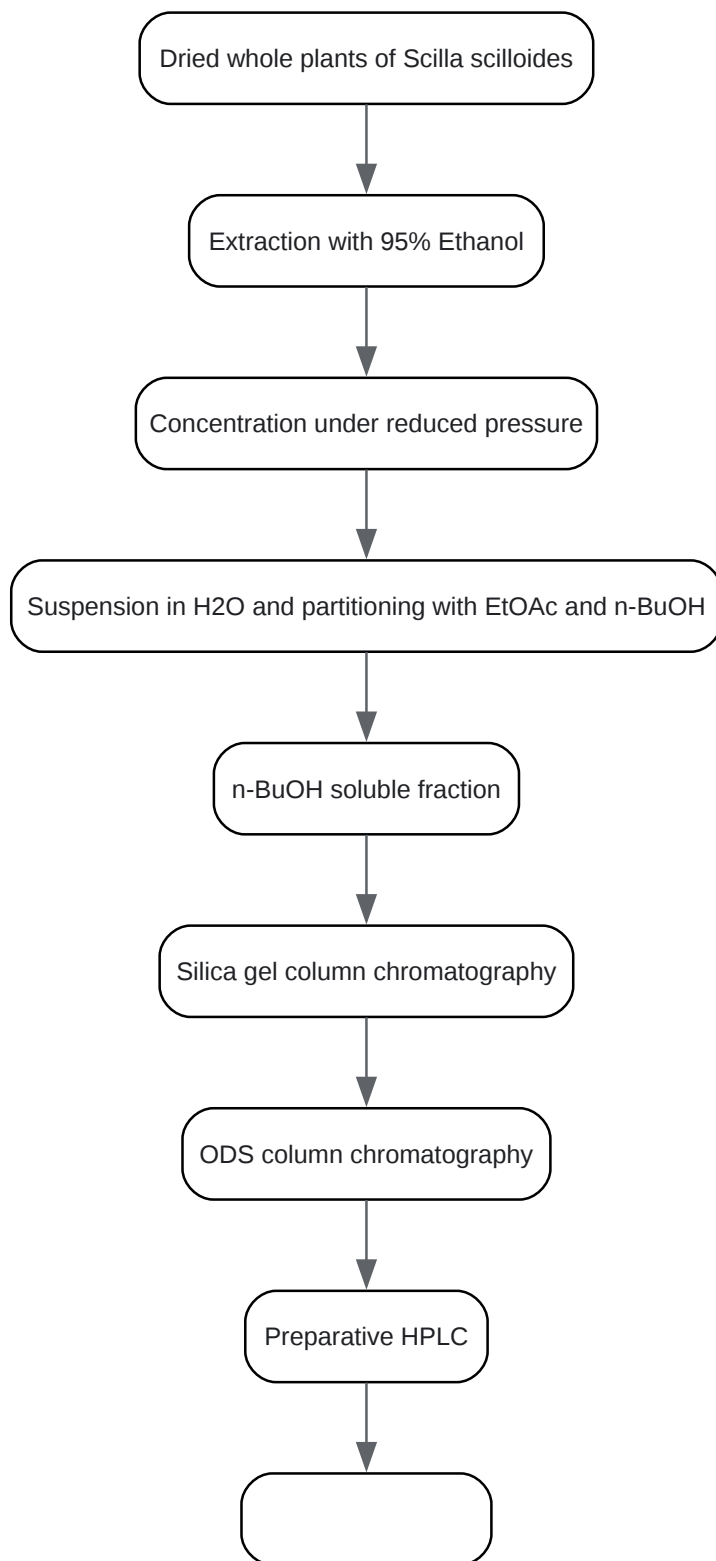 Dried whole plants of Scilla scilloides
Extraction with 95% Ethanol
Concentration under reduced pressure
Suspension in H2O and partitioning with EtOAc and n-BuOH
n-BuOH soluble fraction
Silica gel column chromatography
ODS column chromatography
Preparative HPLC